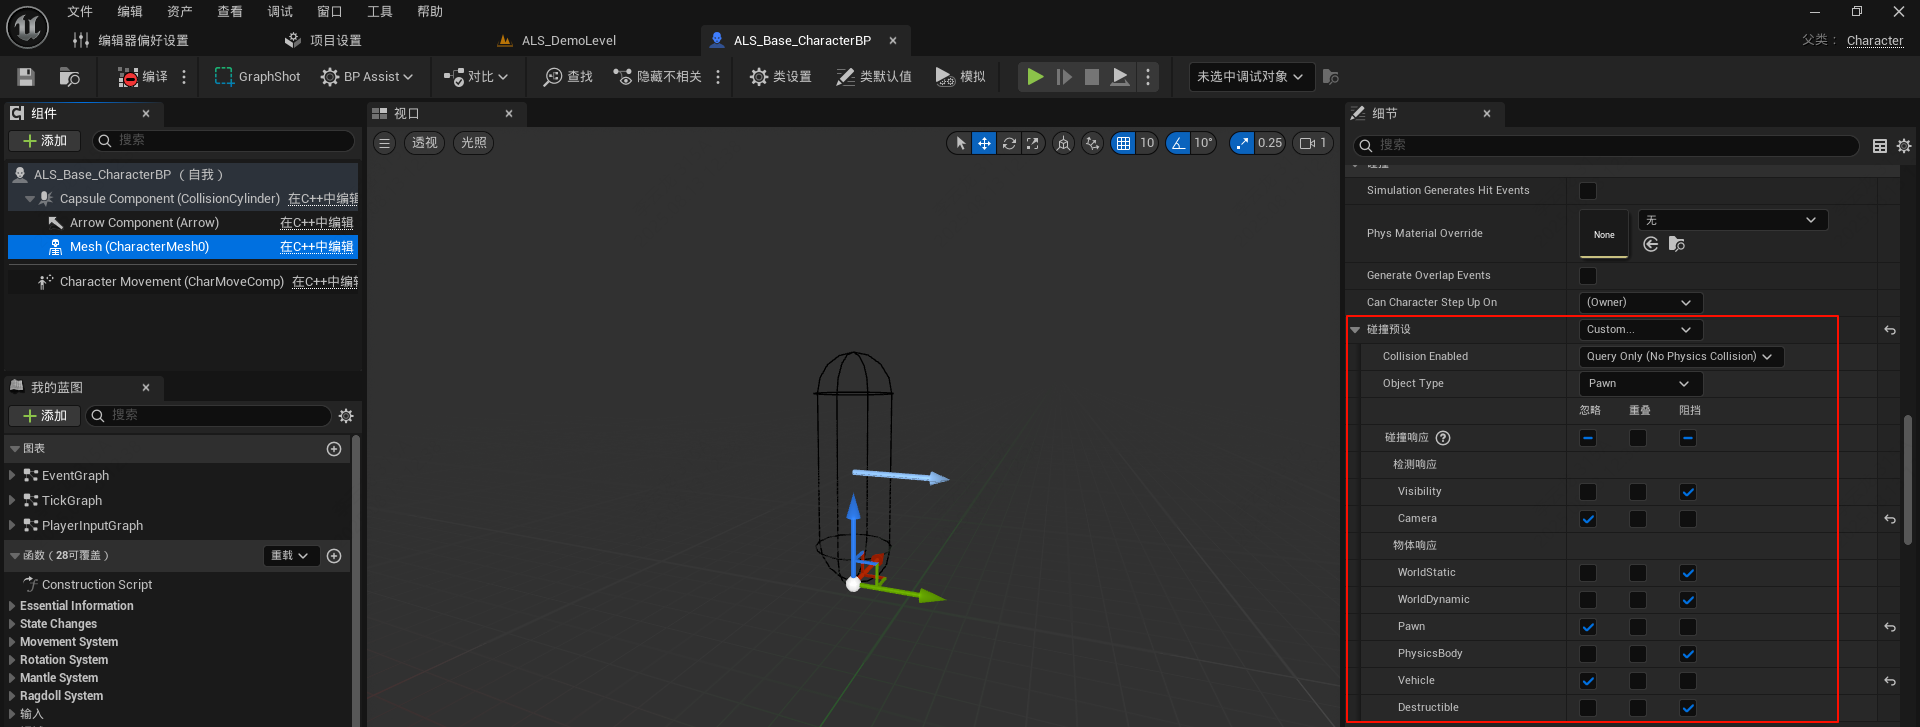 文件 编辑 资产 查看 调试 窗口 工具 帮助
编辑器偏好设置 项目设置 ALS_DemoLevel ALS_Base_CharacterBP 父类： Character
编译 GraphShot BP Assist 对比 查找 隐藏不相关 类设置 类默认值 模拟 未选中调试对象
组件
添加 搜索
ALS_Base_CharacterBP （自我）
Capsule Component (CollisionCylinder) 在C++中编辑
Arrow Component (Arrow) 在C++中编辑
Mesh (CharacterMesh0) 在C++中编辑
Character Movement (CharMoveComp) 在C++中编辑
我的蓝图
添加 搜索
图表
EventGraph
TickGraph
PlayerInputGraph
函数（28可覆盖） 重载
Construction Script
Essential Information
State Changes
Movement System
Rotation System
Mantle System
Ragdoll System
输入
视口
透视 光照 10 10° 0.25 1
细节
搜索
碰撞
Simulation Generates Hit Events
Phys Material Override None 无
Generate Overlap Events
Can Character Step Up On (Owner)
碰撞预设 Custom...
Collision Enabled Query Only (No Physics Collision)
Object Type Pawn
忽略 重叠 阻挡
碰撞响应
检测响应
Visibility
Camera
物体响应
WorldStatic
WorldDynamic
Pawn
PhysicsBody
Vehicle
Destructible